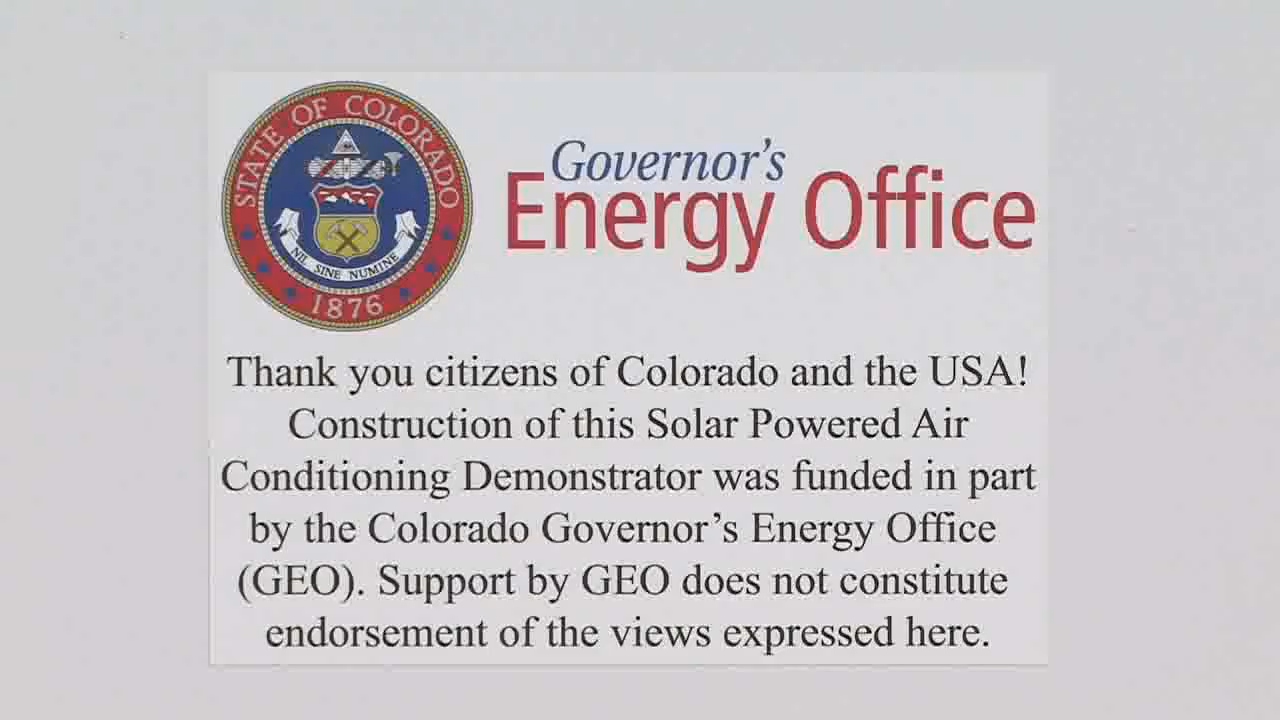 STATE OF COLORADO
NIL SINE NUMINE
1876
Governor's
Energy Office
Thank you citizens of Colorado and the USA!
Construction of this Solar Powered Air
Conditioning Demonstrator was funded in part
by the Colorado Governor's Energy Office
(GEO). Support by GEO does not constitute
endorsement of the views expressed here.